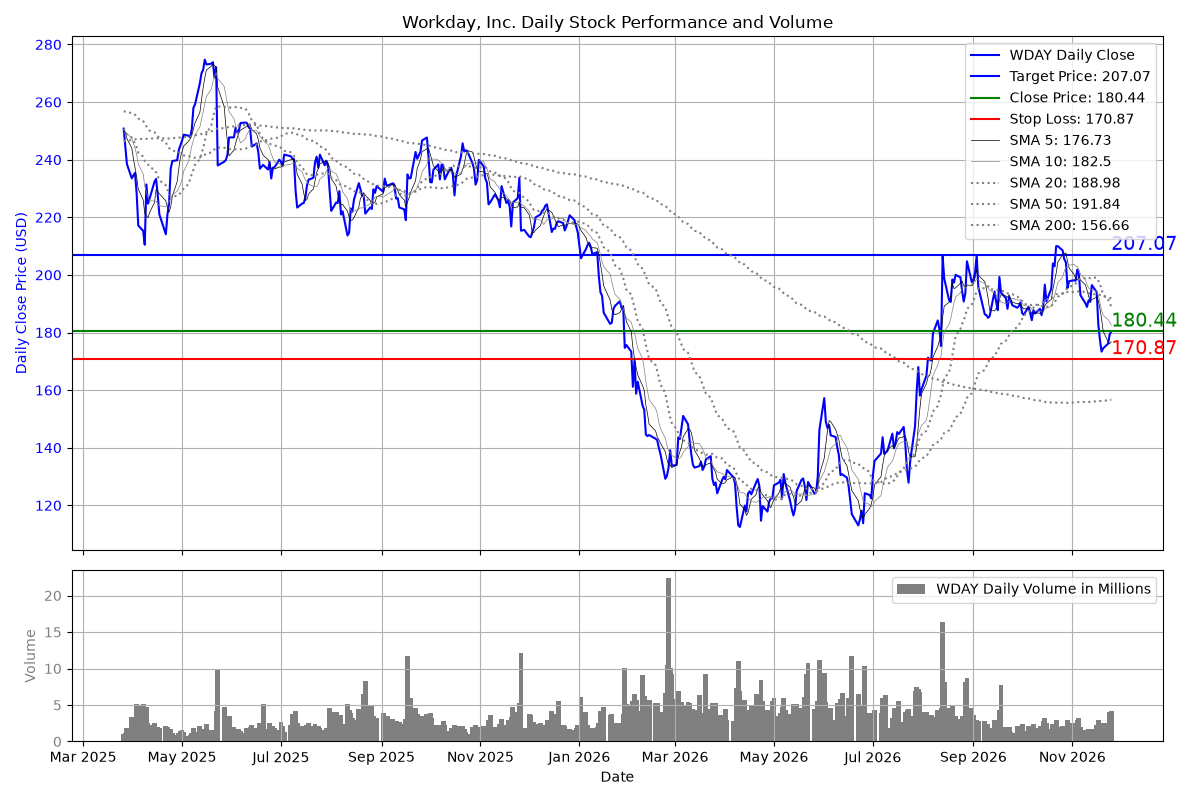 Workday, Inc. Daily Stock Performance and Volume
Daily Close Price (USD)
280
260
240
220
200
180
160
140
120
WDAY Daily Close
Target Price: 207.07
Close Price: 180.44
Stop Loss: 170.87
SMA 5: 176.73
SMA 10: 182.5
SMA 20: 188.98
SMA 50: 191.84
SMA 200: 156.66
207.07
180.44
170.87
Volume
20
15
10
5
0
WDAY Daily Volume in Millions
Mar 2025 May 2025 Jul 2025 Sep 2025 Nov 2025 Jan 2026 Mar 2026 May 2026 Jul 2026 Sep 2026 Nov 2026
Date